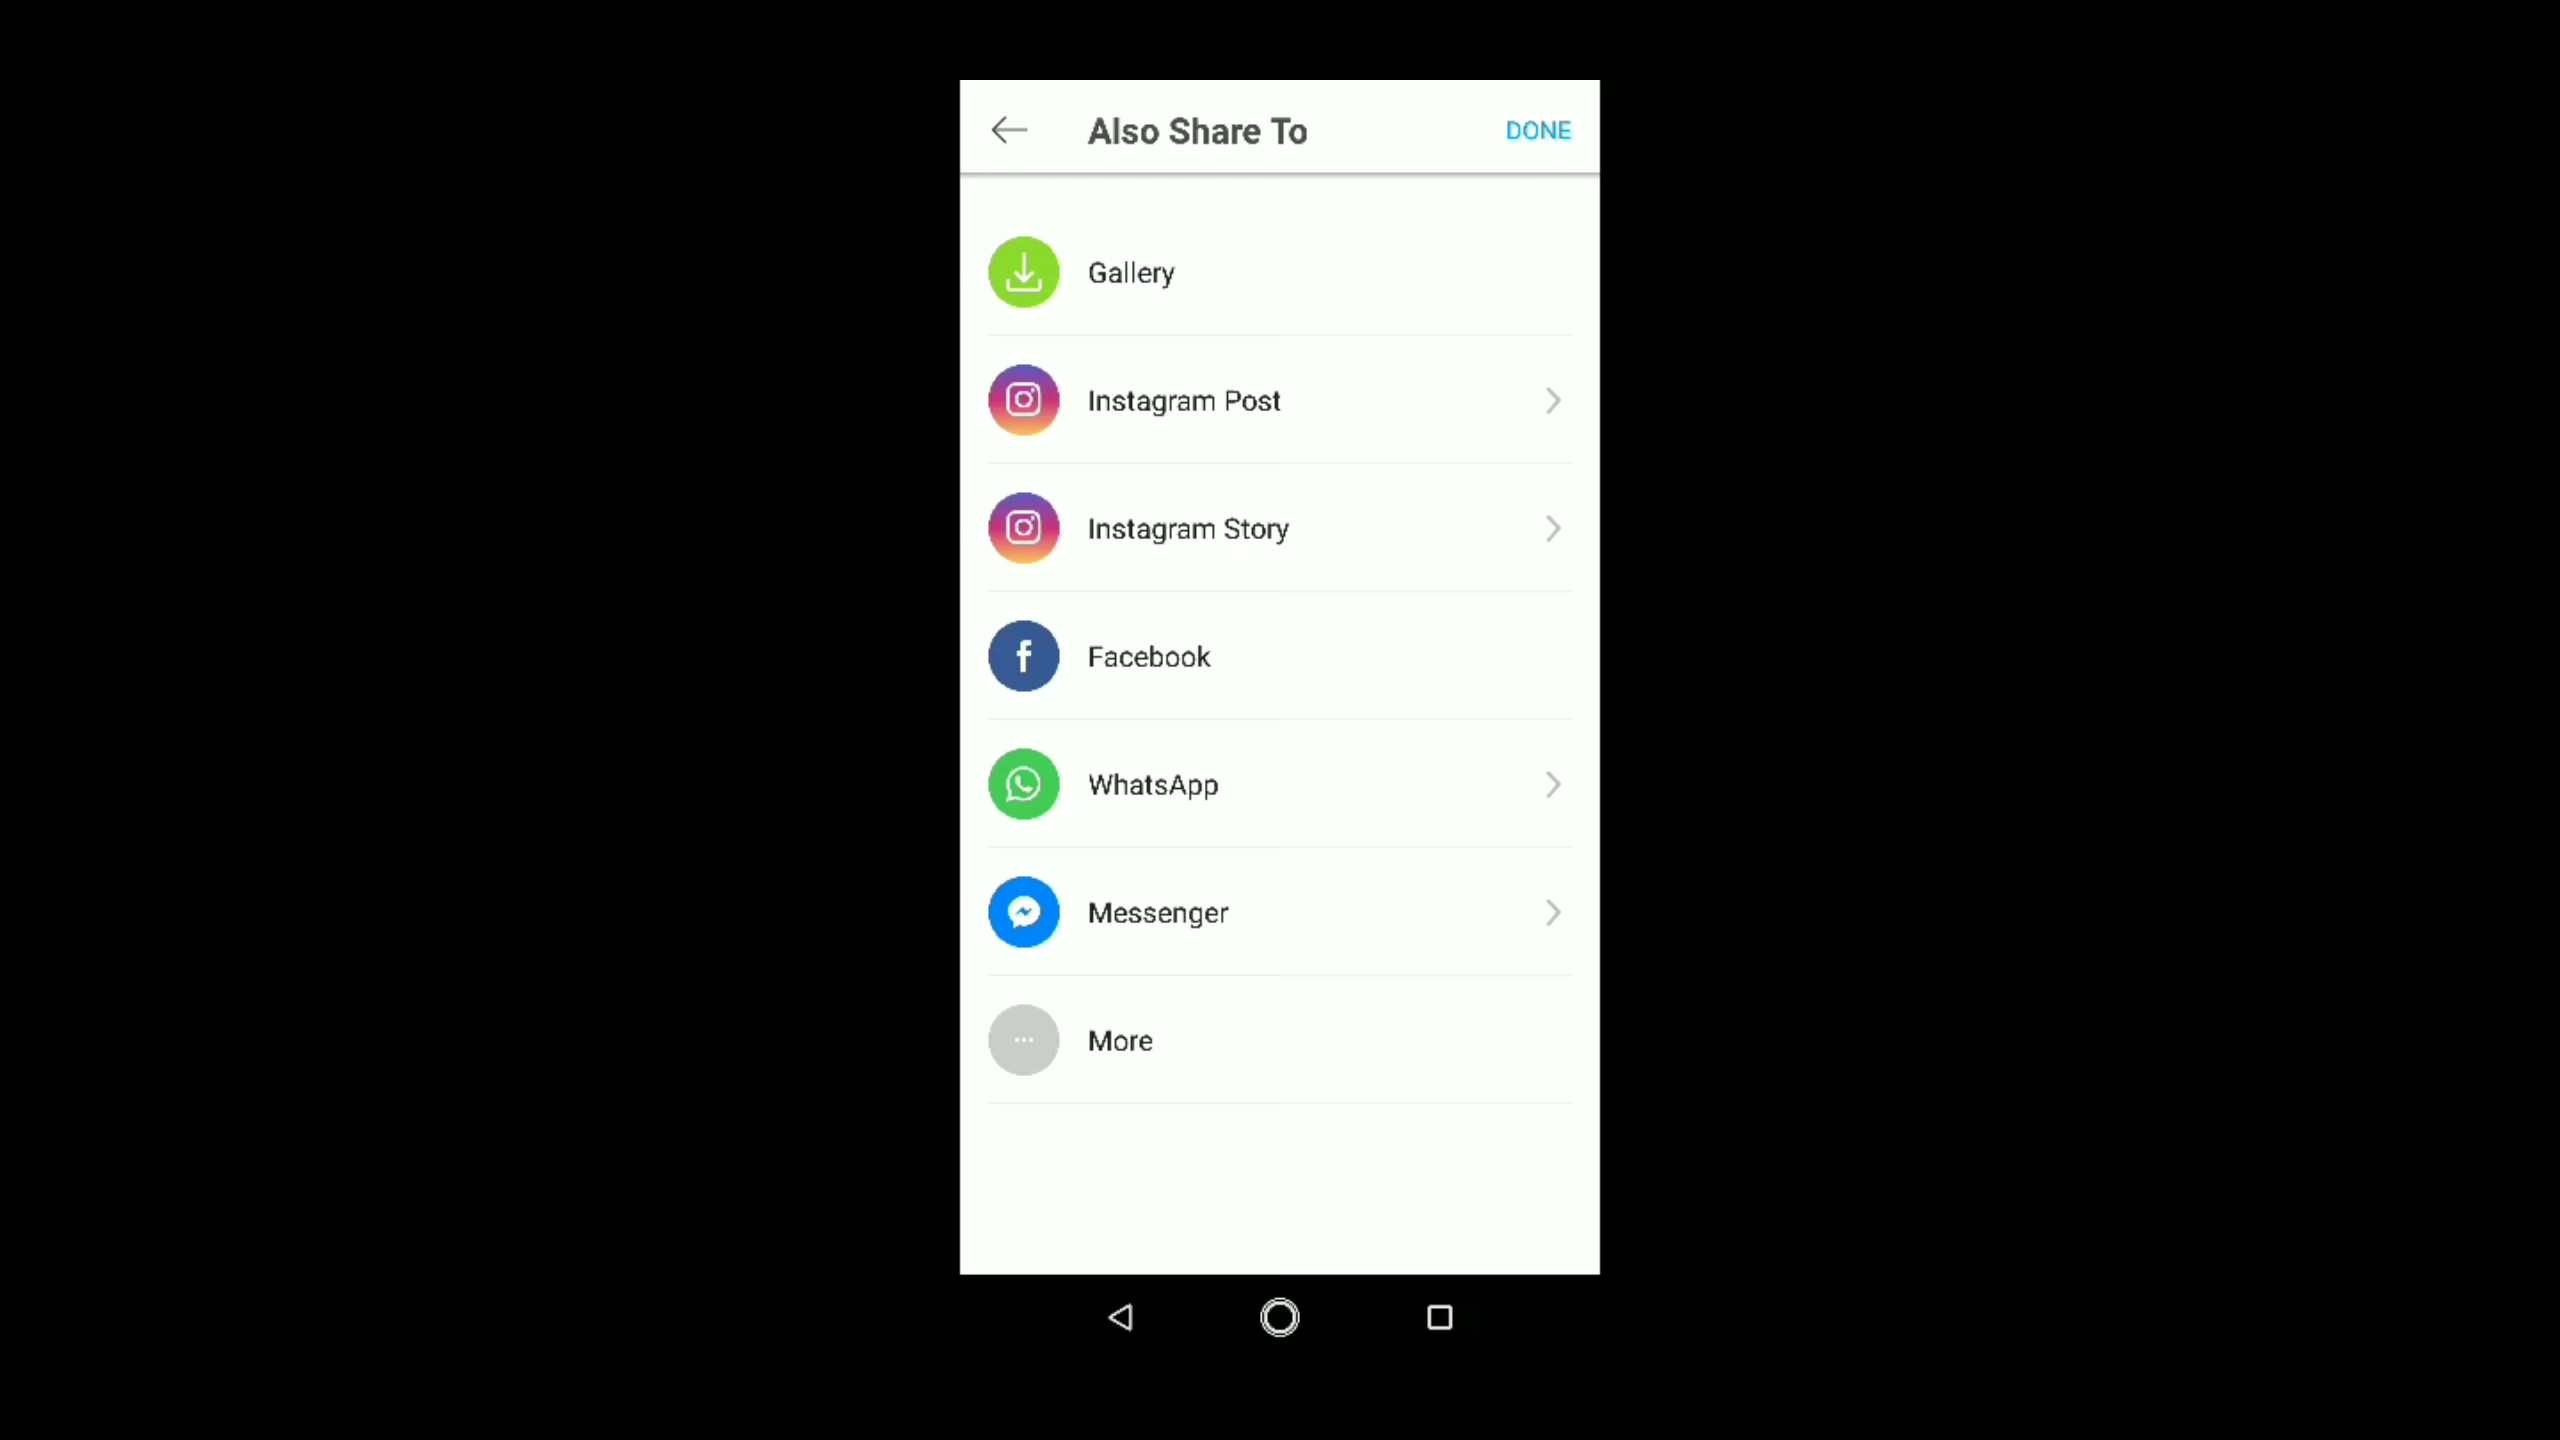 Also Share To
DONE
Gallery
Instagram Post
Instagram Story
Facebook
WhatsApp
Messenger
More